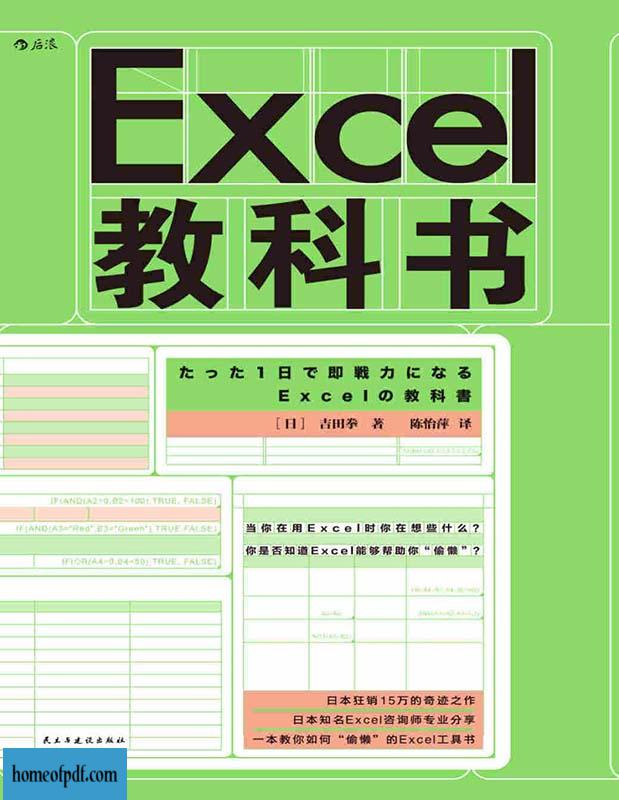 后浪
Excel
教科书
たった1日で即戦力になる
Excelの教科書
[日] 吉田拳 著 陈怡萍 译
IF(AND(A2>0,B2<100),TRUE,FALSE)
IF(AND(A3="Red",B3="Green"),TRUE,FALSE)
IF(OR(A4>0,B4<50),TRUE,FALSE)
当你在用Excel时你在想些什么?
你是否知道Excel能够帮助你“偷懒”?
日本狂销15万的奇迹之作
日本知名Excel咨询师专业分享
一本教你如何“偷懒”的Excel工具书
民主与建设出版社
homeofpdf.com